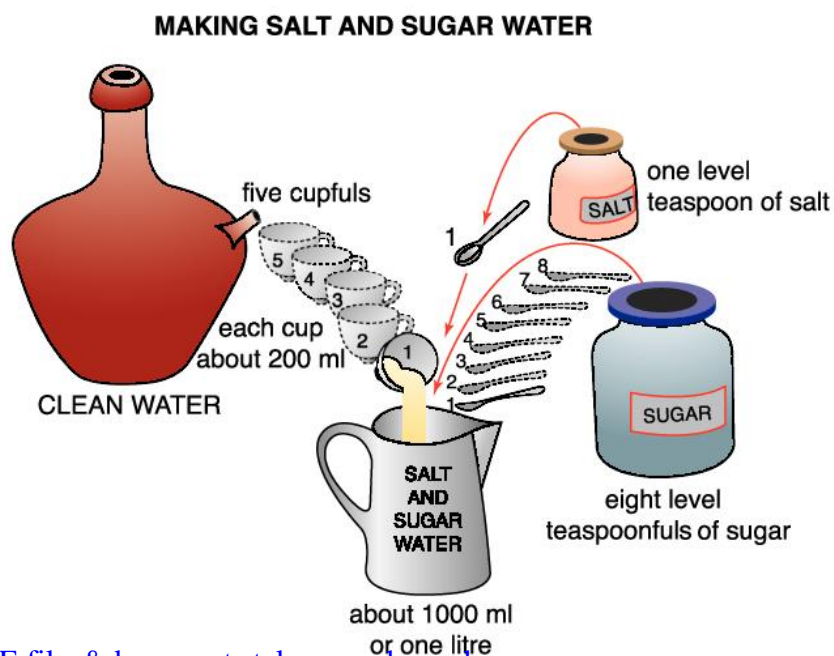 MAKING SALT AND SUGAR WATER
five cupfuls
5
4
3
2
1
each cup
about 200 ml
CLEAN WATER
1
SALT
one level
teaspoon of salt
8
7
6
5
4
3
2
1
SUGAR
eight level
teaspoonfuls of sugar
SALT
AND
SUGAR
WATER
about 1000 ml
or one litre